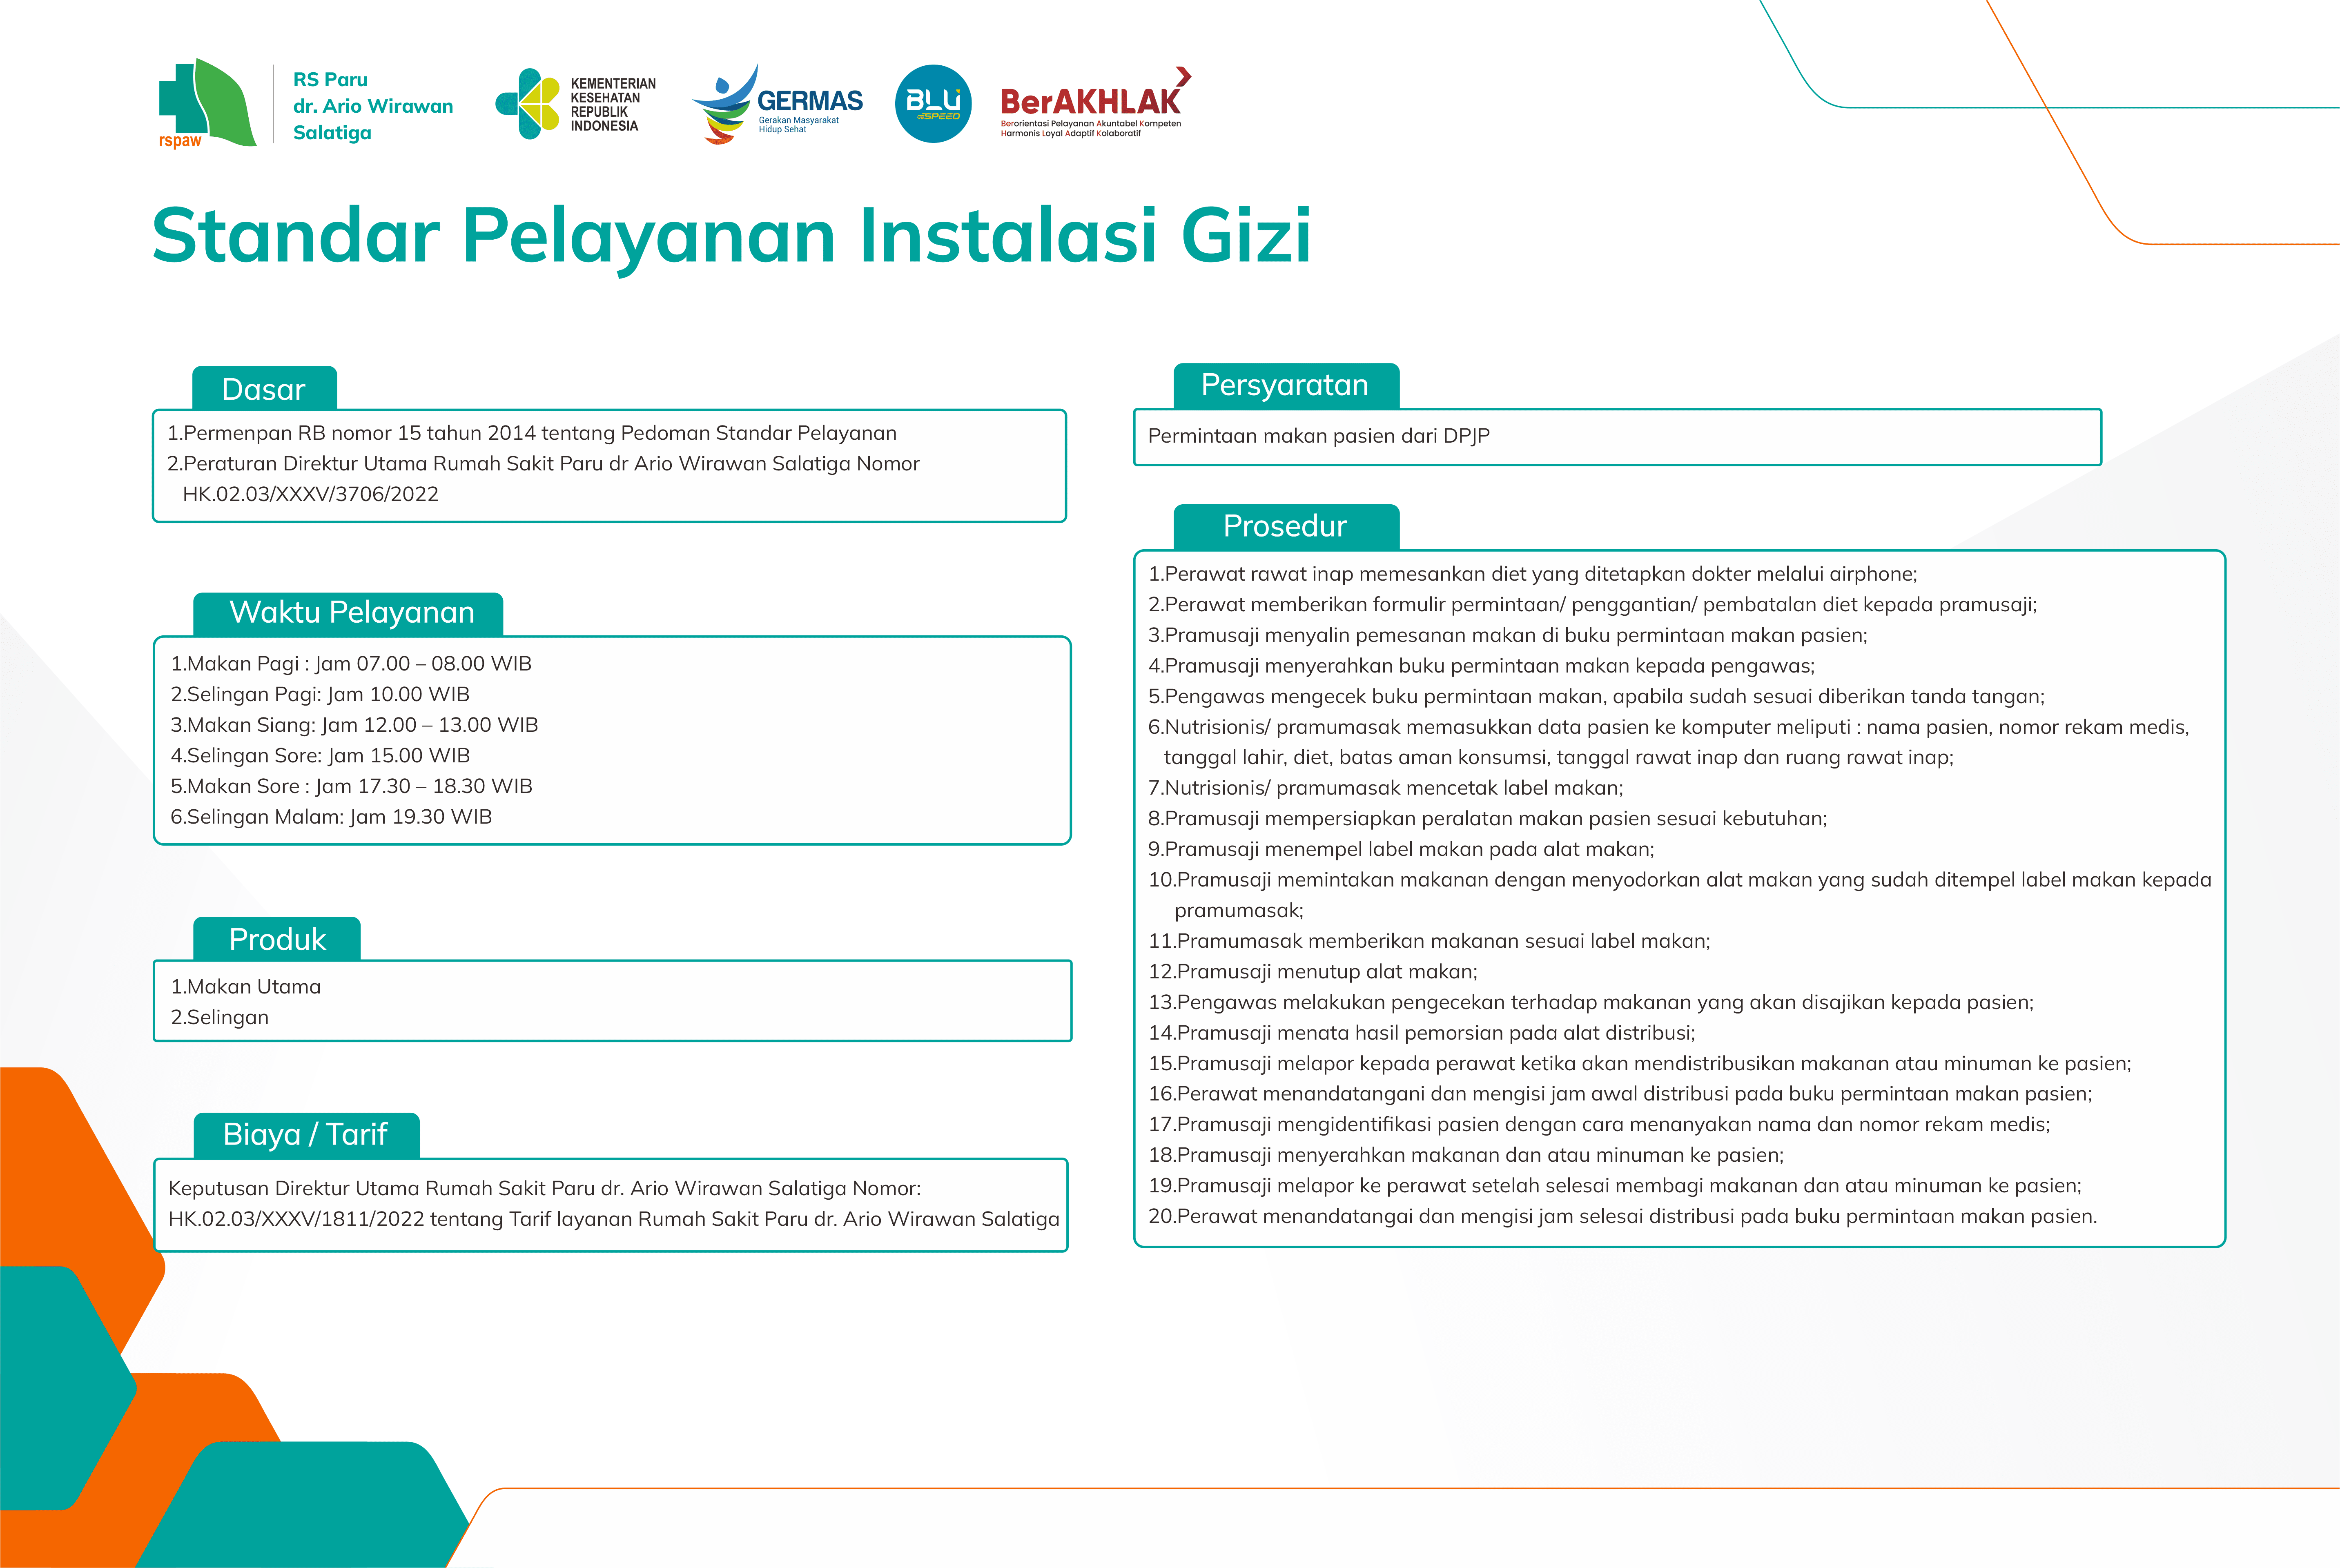 rspaw
RS Paru
dr. Ario Wirawan
Salatiga
KEMENTERIAN
KESEHATAN
REPUBLIK
INDONESIA
GERMAS
Gerakan Masyarakat
Hidup Sehat
BLU
SPEED
BerAKHLAK
Berorientasi Pelayanan Akuntabel Kompeten
Harmonis Loyal Adaptif Kolaboratif
Standar Pelayanan Instalasi Gizi
Dasar
1.Permenpan RB nomor 15 tahun 2014 tentang Pedoman Standar Pelayanan
2.Peraturan Direktur Utama Rumah Sakit Paru dr Ario Wirawan Salatiga Nomor
HK.02.03/XXXV/3706/2022
Waktu Pelayanan
1.Makan Pagi : Jam 07.00 – 08.00 WIB
2.Selingan Pagi: Jam 10.00 WIB
3.Makan Siang: Jam 12.00 – 13.00 WIB
4.Selingan Sore: Jam 15.00 WIB
5.Makan Sore : Jam 17.30 – 18.30 WIB
6.Selingan Malam: Jam 19.30 WIB
Produk
1.Makan Utama
2.Selingan
Biaya / Tarif
Keputusan Direktur Utama Rumah Sakit Paru dr. Ario Wirawan Salatiga Nomor:
HK.02.03/XXXV/1811/2022 tentang Tarif layanan Rumah Sakit Paru dr. Ario Wirawan Salatiga
Persyaratan
Permintaan makan pasien dari DPJP
Prosedur
1.Perawat rawat inap memesankan diet yang ditetapkan dokter melalui airphone;
2.Perawat memberikan formulir permintaan/ penggantian/ pembatalan diet kepada pramusaji;
3.Pramusaji menyalin pemesanan makan di buku permintaan makan pasien;
4.Pramusaji menyerahkan buku permintaan makan kepada pengawas;
5.Pengawas mengecek buku permintaan makan, apabila sudah sesuai diberikan tanda tangan;
6.Nutrisionis/ pramumasak memasukkan data pasien ke komputer meliputi : nama pasien, nomor rekam medis,
tanggal lahir, diet, batas aman konsumsi, tanggal rawat inap dan ruang rawat inap;
7.Nutrisionis/ pramumasak mencetak label makan;
8.Pramusaji mempersiapkan peralatan makan pasien sesuai kebutuhan;
9.Pramusaji menempel label makan pada alat makan;
10.Pramusaji memintakan makanan dengan menyodorkan alat makan yang sudah ditempel label makan kepada
pramumasak;
11.Pramumasak memberikan makanan sesuai label makan;
12.Pramusaji menutup alat makan;
13.Pengawas melakukan pengecekan terhadap makanan yang akan disajikan kepada pasien;
14.Pramusaji menata hasil pemorsian pada alat distribusi;
15.Pramusaji melapor kepada perawat ketika akan mendistribusikan makanan atau minuman ke pasien;
16.Perawat menandatangani dan mengisi jam awal distribusi pada buku permintaan makan pasien;
17.Pramusaji mengidentifikasi pasien dengan cara menanyakan nama dan nomor rekam medis;
18.Pramusaji menyerahkan makanan dan atau minuman ke pasien;
19.Pramusaji melapor ke perawat setelah selesai membagi makanan dan atau minuman ke pasien;
20.Perawat menandatangai dan mengisi jam selesai distribusi pada buku permintaan makan pasien.